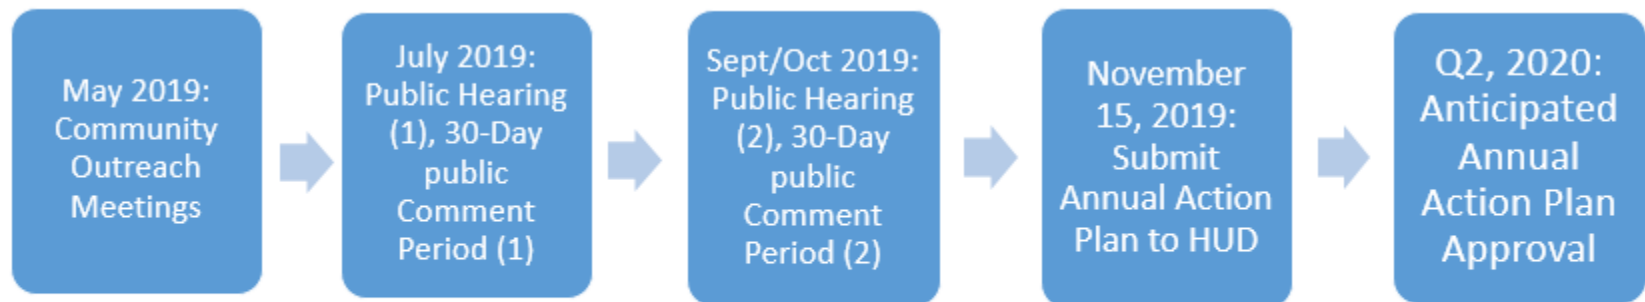 May 2019:
Community
Outreach
Meetings
July 2019:
Public Hearing
(1), 30-Day
public
Comment
Period (1)
Sept/Oct 2019:
Public Hearing
(2), 30-Day
public
Comment
Period (2)
November
15, 2019:
Submit
Annual Action
Plan to HUD
Q2, 2020:
Anticipated
Annual
Action Plan
Approval